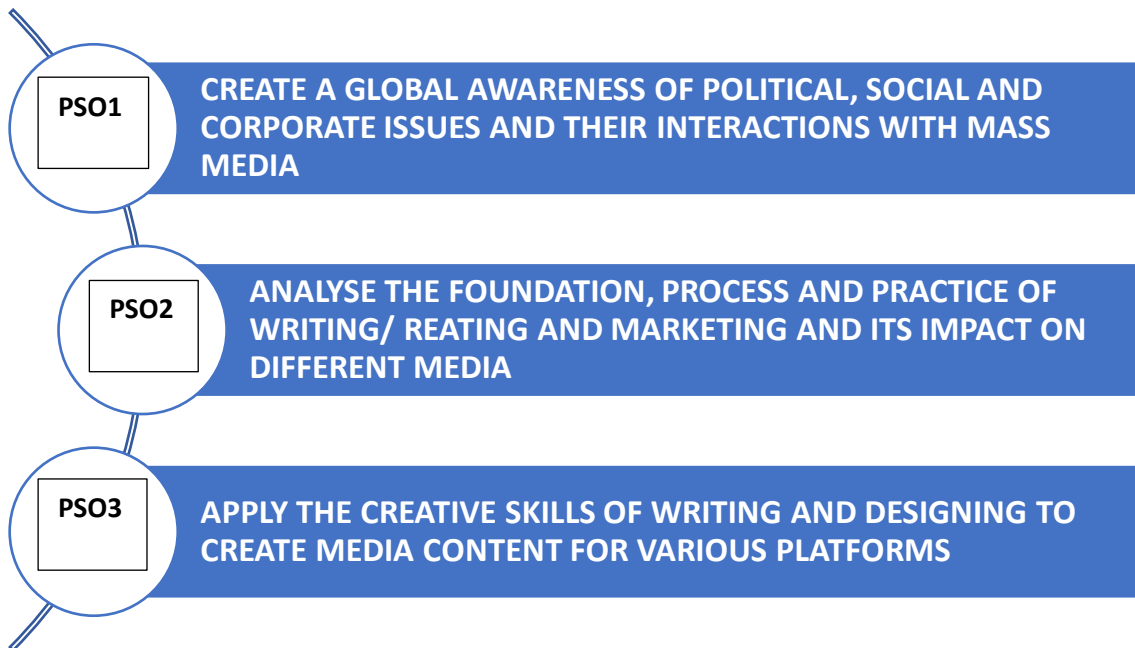 PSO1
CREATE A GLOBAL AWARENESS OF POLITICAL, SOCIAL AND
CORPORATE ISSUES AND THEIR INTERACTIONS WITH MASS
MEDIA
PSO2
ANALYSE THE FOUNDATION, PROCESS AND PRACTICE OF
WRITING/ REATING AND MARKETING AND ITS IMPACT ON
DIFFERENT MEDIA
PSO3
APPLY THE CREATIVE SKILLS OF WRITING AND DESIGNING TO
CREATE MEDIA CONTENT FOR VARIOUS PLATFORMS